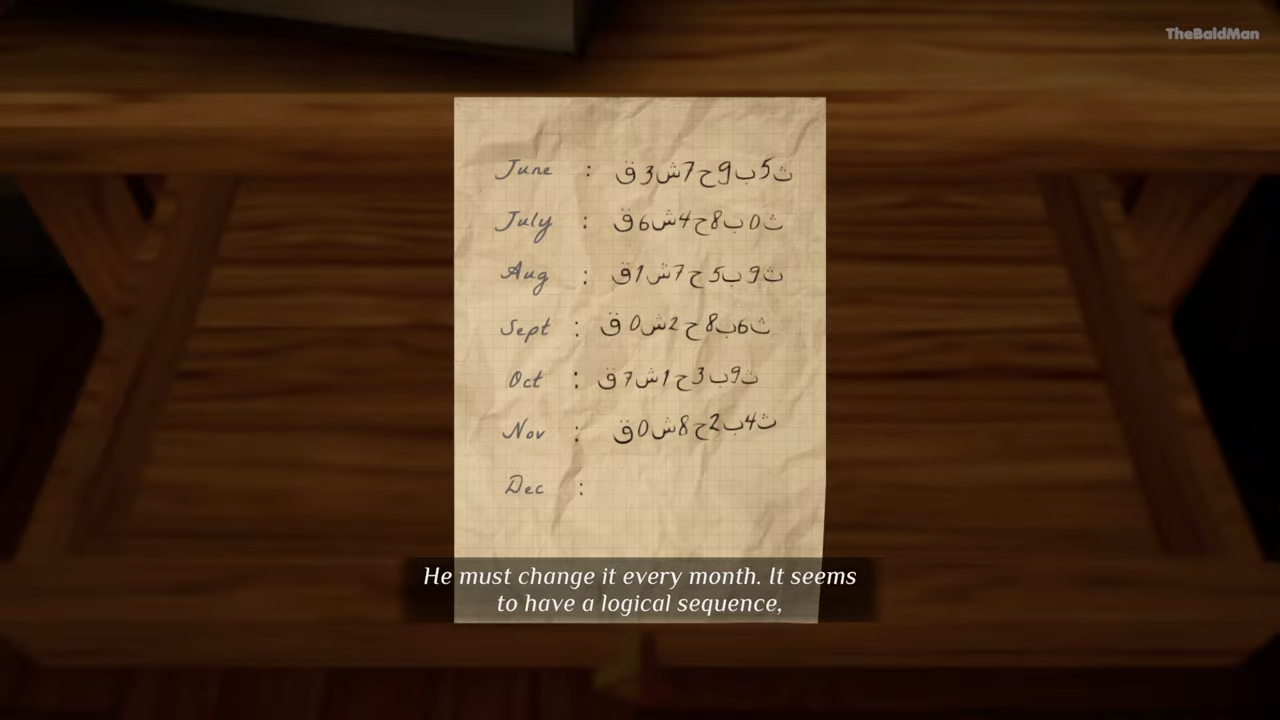 TheBaldMan
June : ث5ب9ح7ش3ق
July : ث0ب8ح4ش6ق
Aug : ث9ب5ح7ش1ق
Sept : ث6ب8ح2ش0ق
Oct : ث9ب3ح1ش7ق
Nov : ث4ب2ح8ش0ق
Dec :
He must change it every month. It seems
to have a logical sequence,